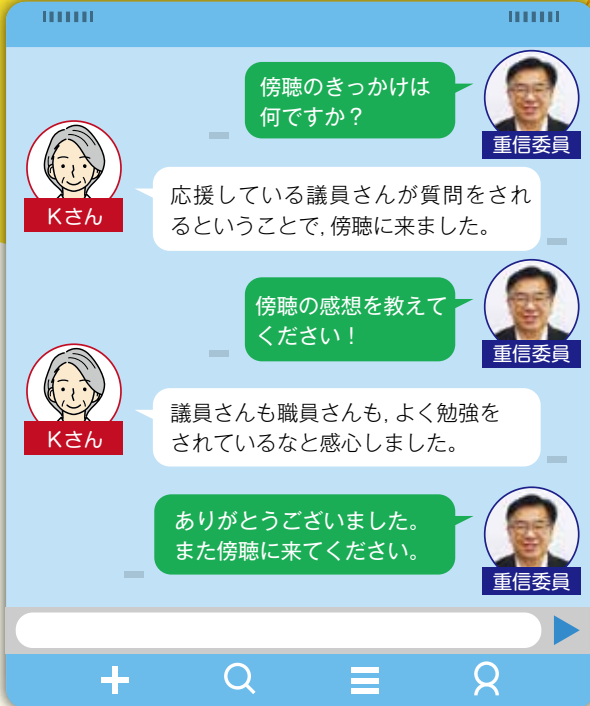 傍聴のきっかけは
何ですか？
重信委員
応援している議員さんが質問をされ
るということで,傍聴に来ました。
Kさん
傍聴の感想を教えて
ください！
重信委員
議員さんも職員さんも,よく勉強を
されているなと感心しました。
Kさん
ありがとうございました。
また傍聴に来てください。
重信委員